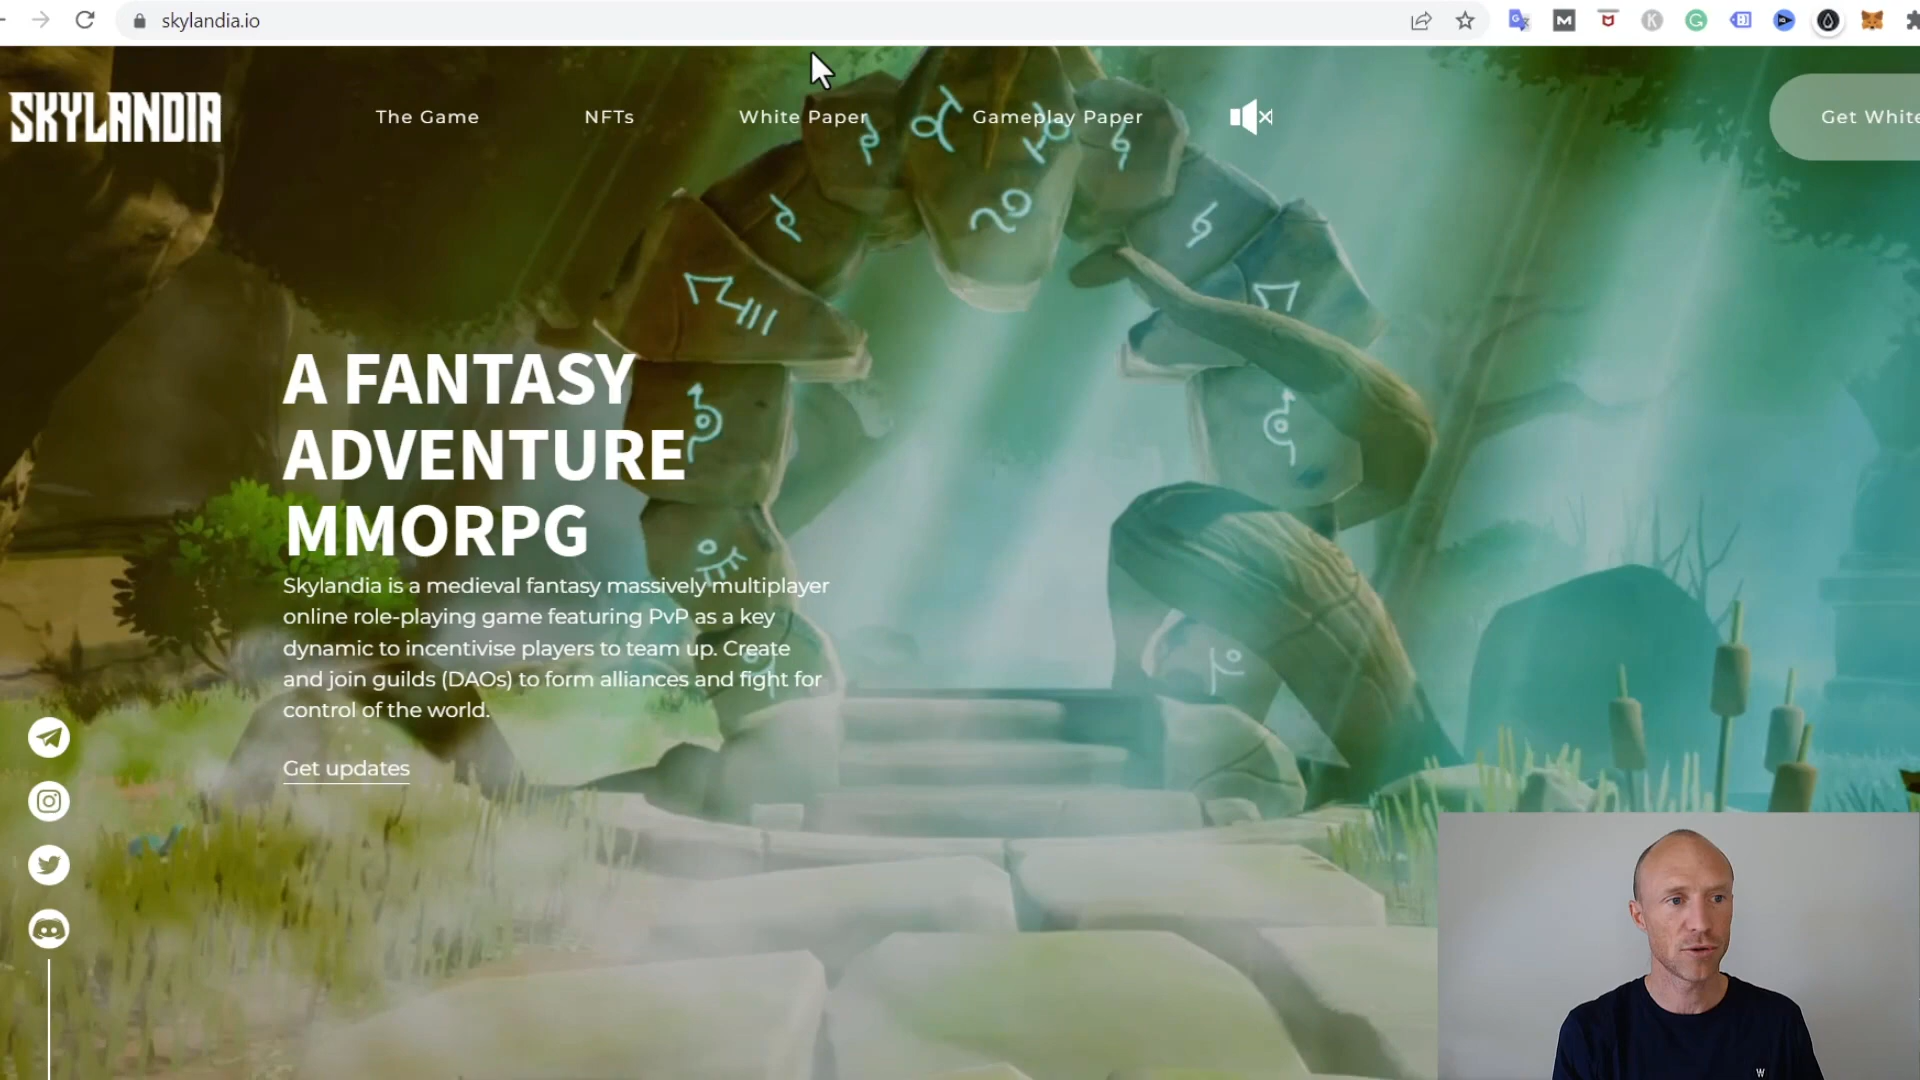 skylandia.io
SKYLANDIA
The Game
NFTs
White Paper
Gameplay Paper
Get White
A FANTASY
ADVENTURE
MMORPG
Skylandia is a medieval fantasy massively multiplayer
online role-playing game featuring PvP as a key
dynamic to incentivise players to team up. Create
and join guilds (DAOs) to form alliances and fight for
control of the world.
Get updates
W